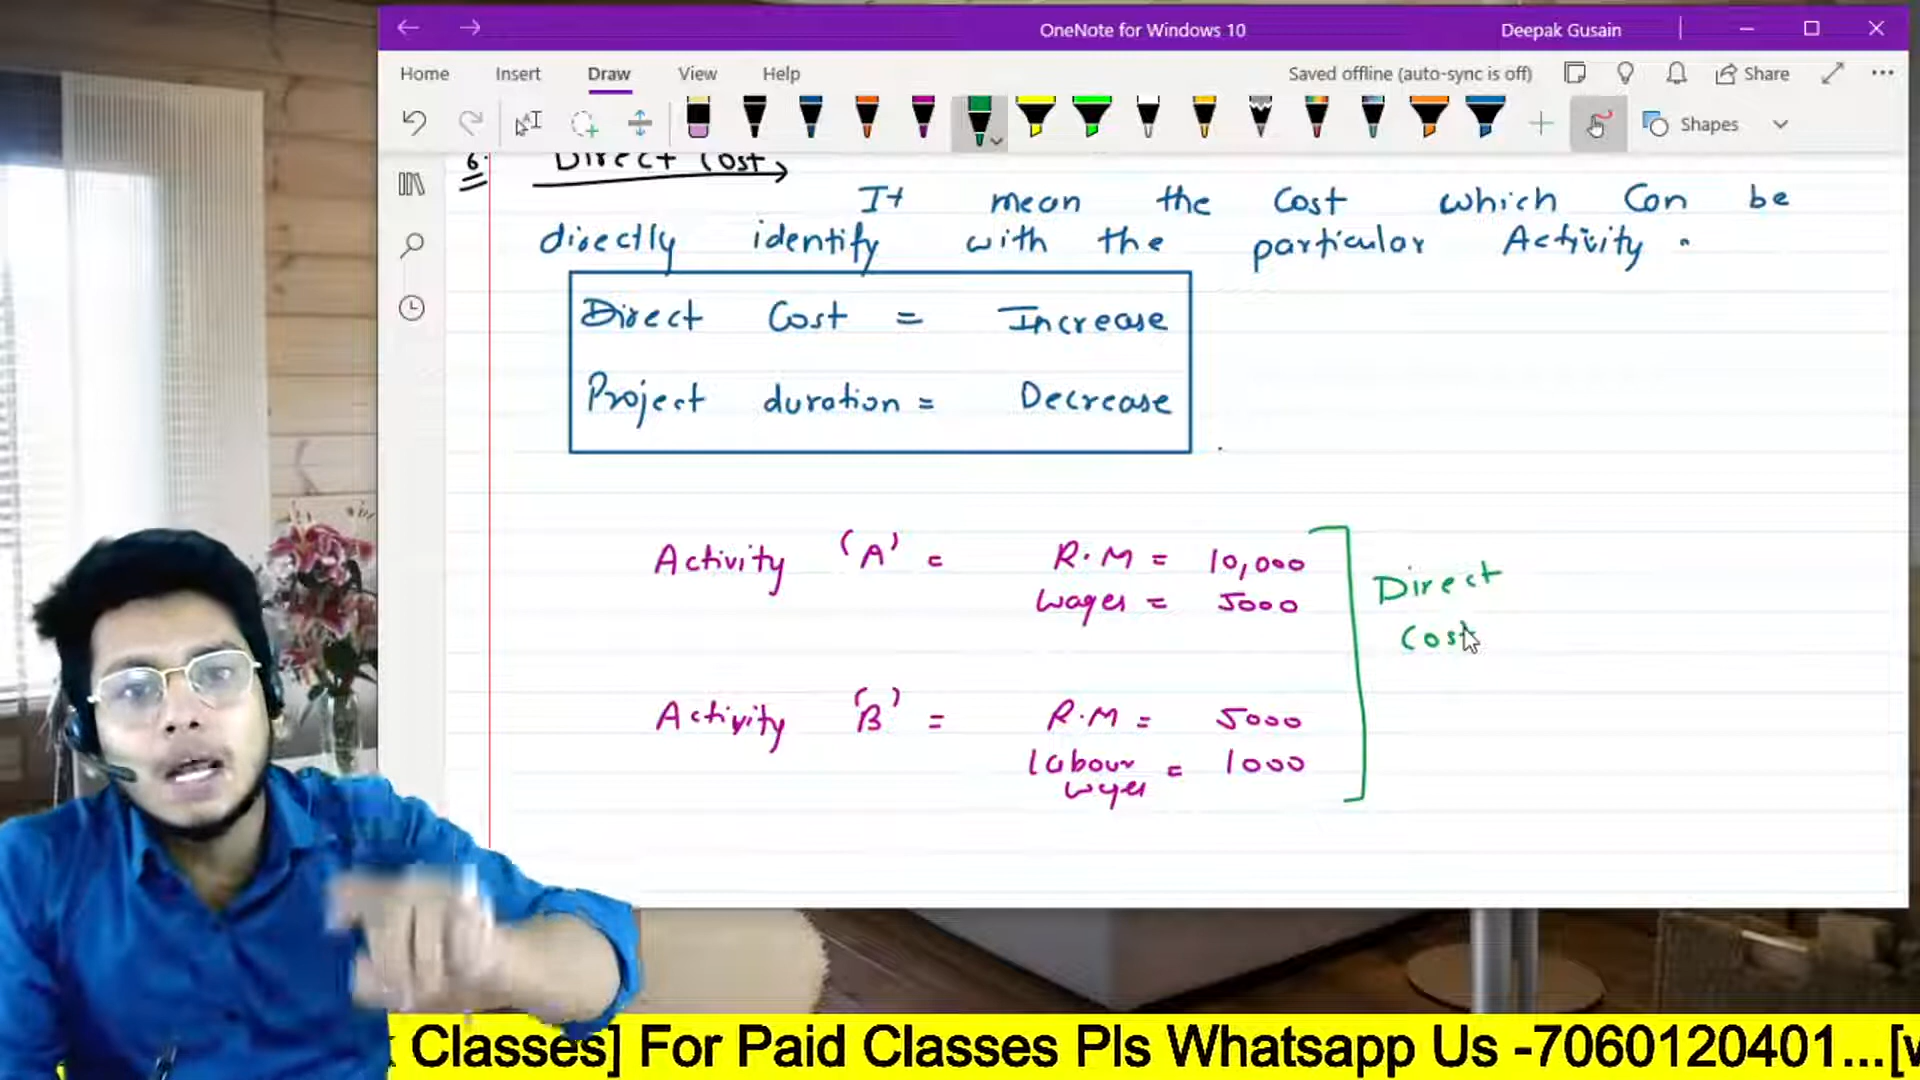 OneNote for Windows 10
Deepak Gusain
Home Insert Draw View Help
Saved offline (auto-sync is off)
Share
Shapes
6. Direct Cost
It mean the Cost which Can be
directly identify with the particular Activity.
Direct Cost = Increase
Project duration = Decrease
Activity 'A' = R.M = 10,000
wages = 5000
Direct
Cost
Activity 'B' = R.M = 5000
labour = 1000
wges
Classes] For Paid Classes Pls Whatsapp Us -7060120401...[w